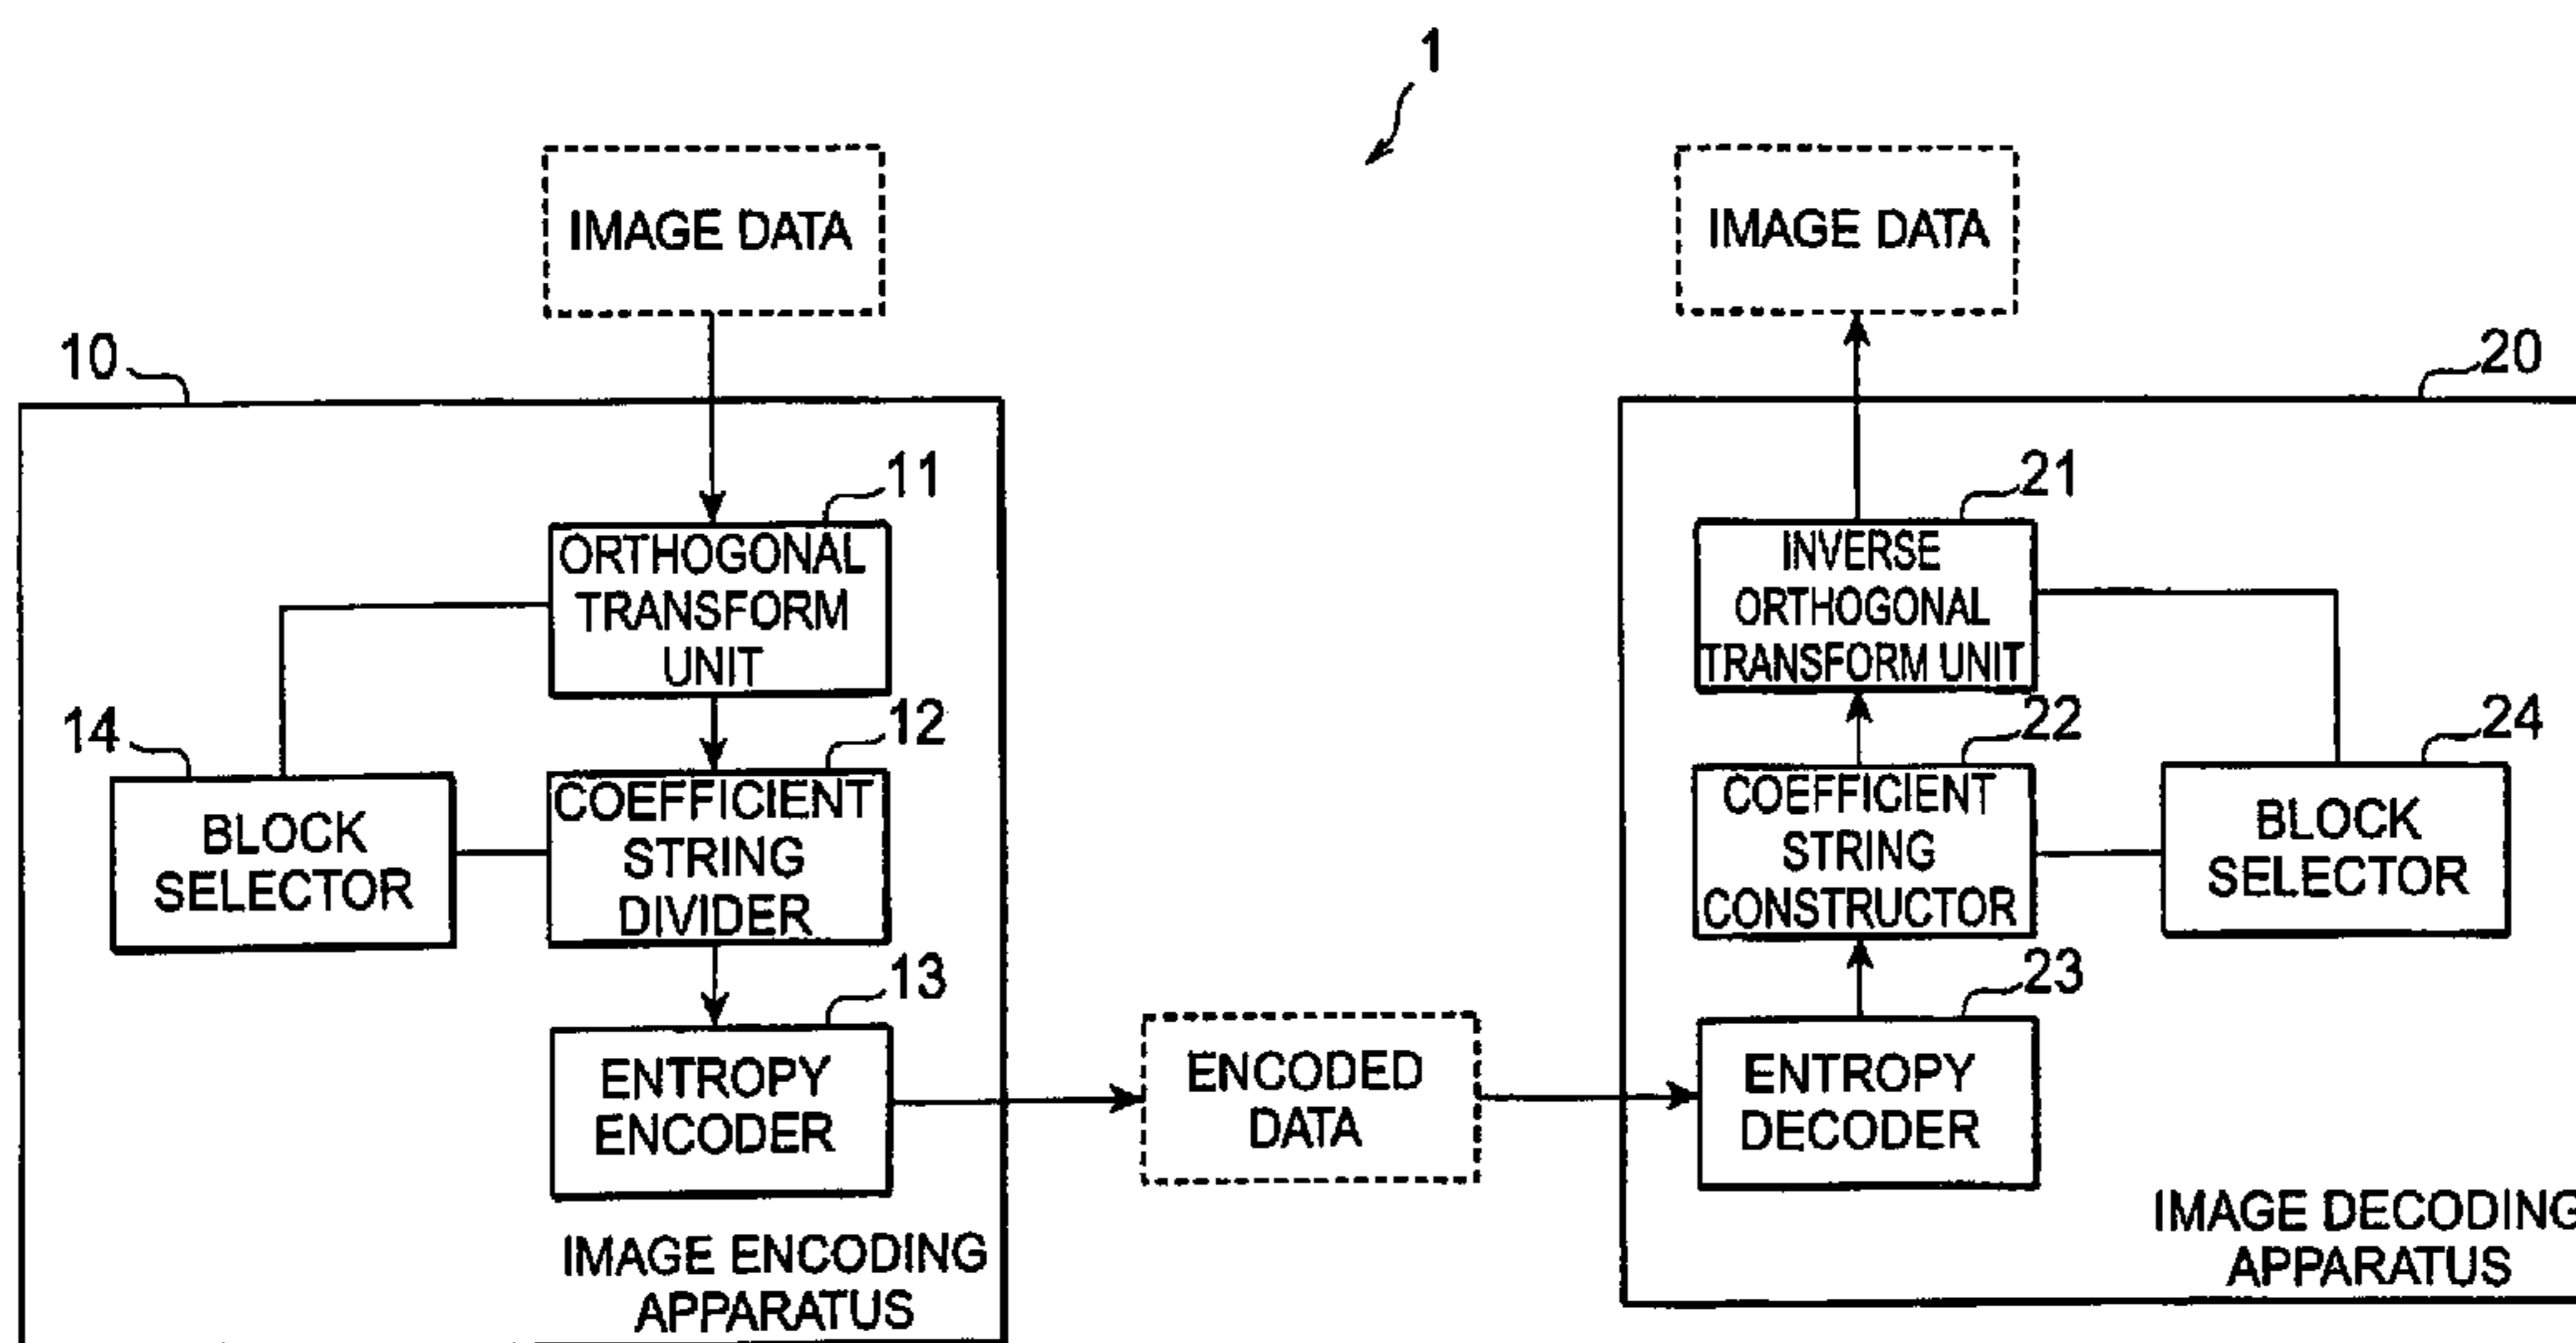 1
IMAGE DATA
IMAGE DATA
10
20
11
ORTHOGONAL
TRANSFORM
UNIT
21
INVERSE
ORTHOGONAL
TRANSFORM UNIT
14
BLOCK
SELECTOR
12
COEFFICIENT
STRING
DIVIDER
22
COEFFICIENT
STRING
CONSTRUCTOR
24
BLOCK
SELECTOR
13
ENTROPY
ENCODER
ENCODED
DATA
23
ENTROPY
DECODER
IMAGE ENCODING
APPARATUS
IMAGE DECODING
APPARATUS